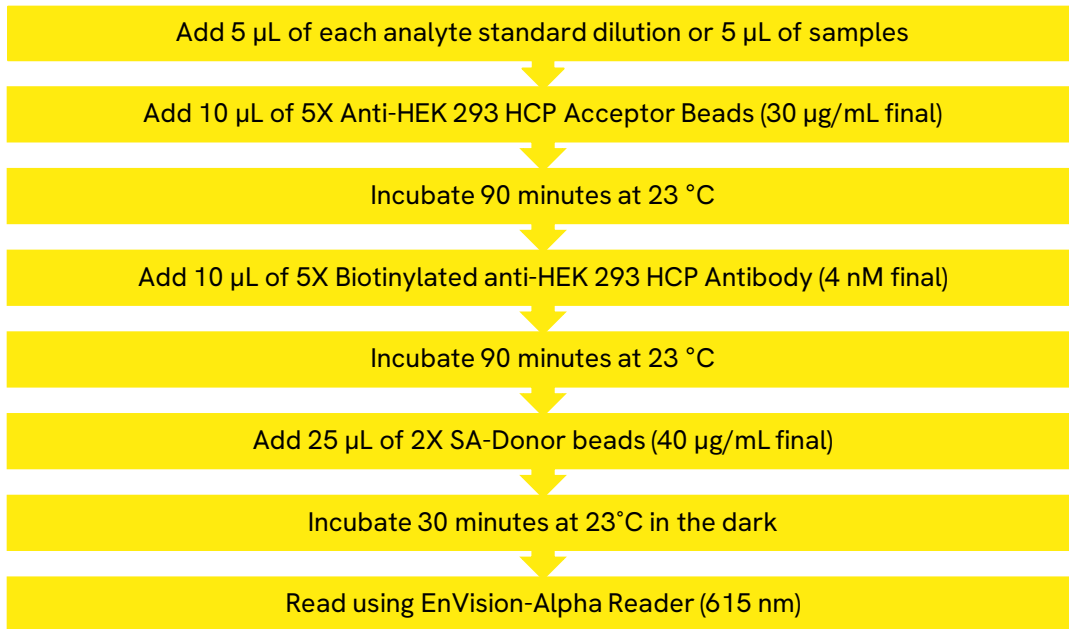 Add 5 µL of each analyte standard dilution or 5 µL of samples
Add 10 µL of 5X Anti-HEK 293 HCP Acceptor Beads (30 µg/mL final)
Incubate 90 minutes at 23 °C
Add 10 µL of 5X Biotinylated anti-HEK 293 HCP Antibody (4 nM final)
Incubate 90 minutes at 23 °C
Add 25 µL of 2X SA-Donor beads (40 µg/mL final)
Incubate 30 minutes at 23˚C in the dark
Read using EnVision-Alpha Reader (615 nm)